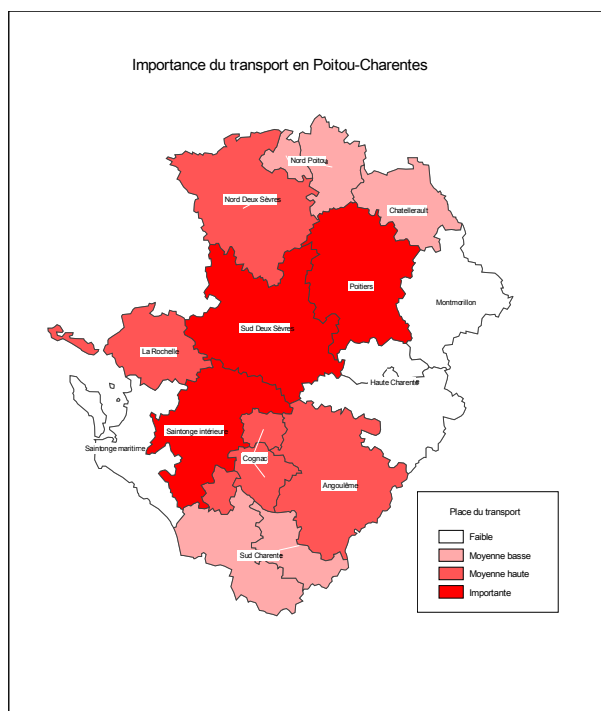 Importance du transport en Poitou-Charentes
Nord Poitou
Nord Deux Sèvres
Chatellerault
Poitiers
Montmorillon
Sud Deux Sèvres
La Rochelle
Haute Charente
Saintonge intérieure
Saintonge maritime
Cognac
Angoulême
Sud Charente
Place du transport
Faible
Moyenne basse
Moyenne haute
Importante